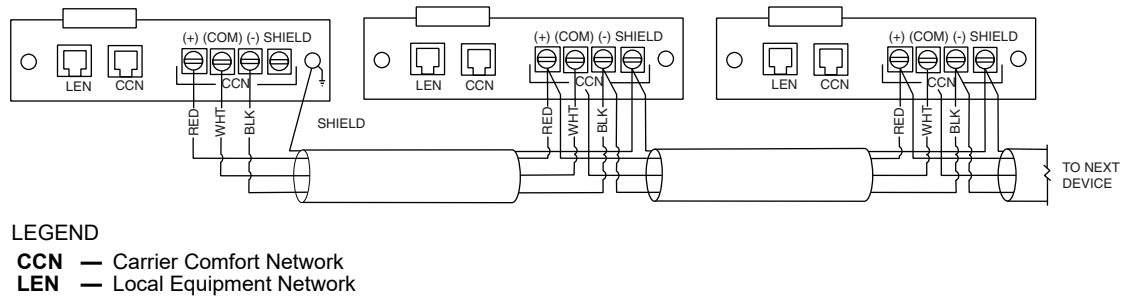 (+) (COM) (-) SHIELD
(+) (COM) (-) SHIELD
(+) (COM) (-) SHIELD
LEN
CCN
CCN
LEN
CCN
CCN
LEN
CCN
CCN
RED
WHT
BLK
SHIELD
RED
WHT
BLK
RED
WHT
BLK
TO NEXT
DEVICE
LEGEND
CCN — Carrier Comfort Network
LEN — Local Equipment Network